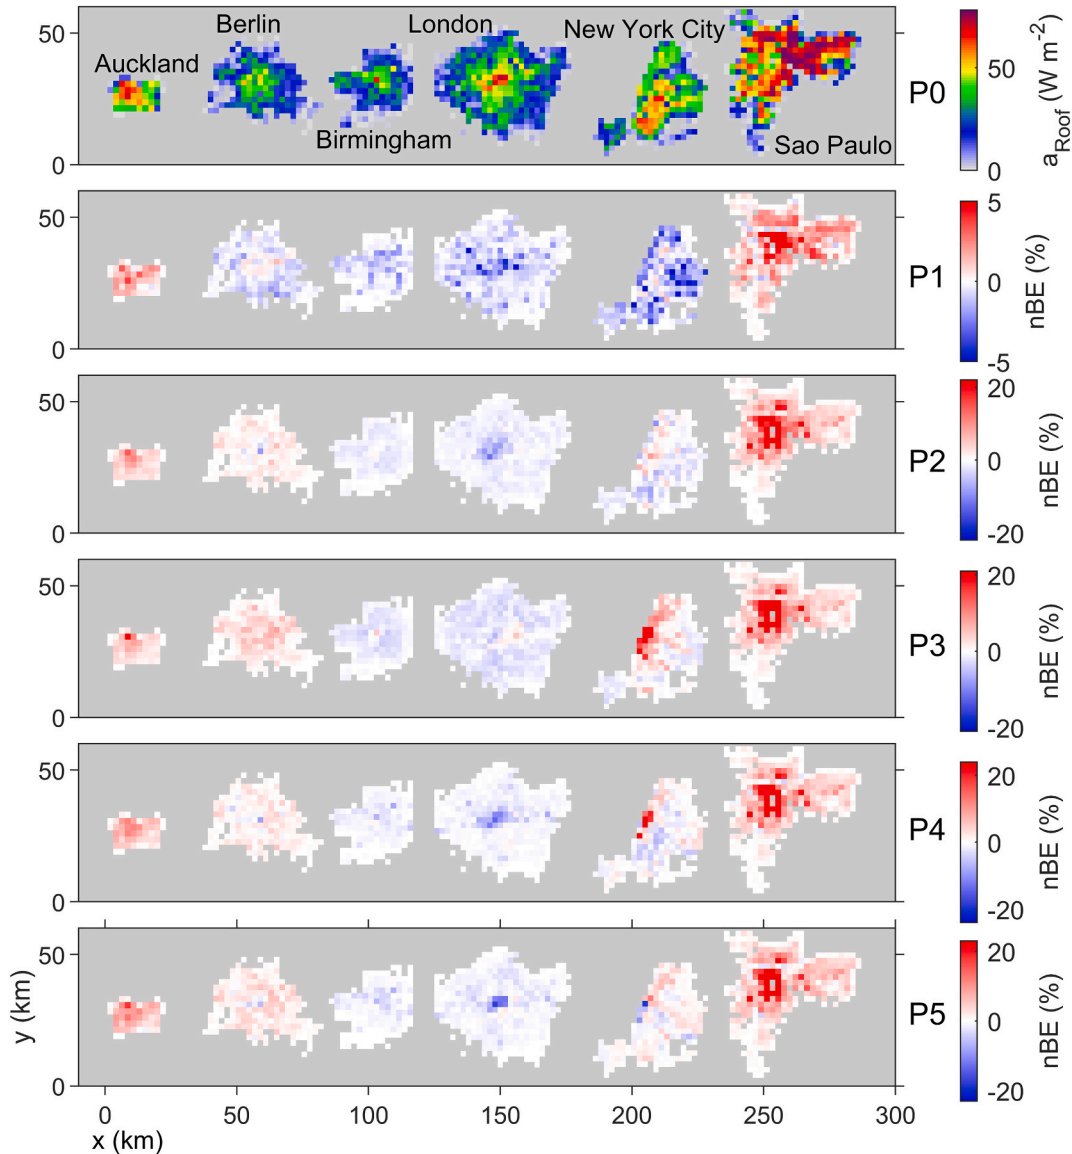 50
0
Auckland
Berlin
Birmingham
London
New York City
Sao Paulo
P0
50
0
a_Roof (W m-2)
50
0
P1
5
0
-5
nBE (%)
50
0
P2
20
0
-20
nBE (%)
50
0
P3
20
0
-20
nBE (%)
50
0
P4
20
0
-20
nBE (%)
50
0
P5
20
0
-20
nBE (%)
y (km)
0 50 100 150 200 250 300
x (km)